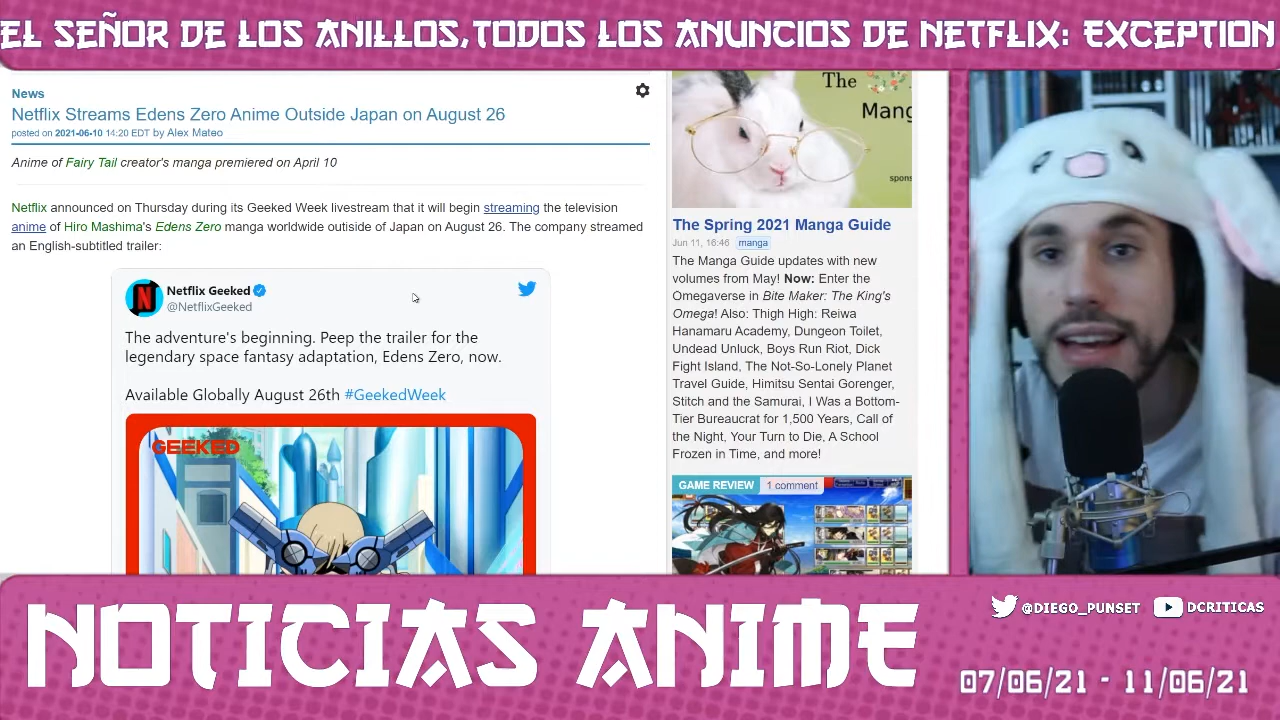 EL SEÑOR DE LOS ANILLOS,TODOS LOS ANUNCIOS DE NETFLIX: EXCEPTION
News
Netflix Streams Edens Zero Anime Outside Japan on August 26
posted on 2021-06-10 14:20 EDT by Alex Mateo
Anime of Fairy Tail creator's manga premiered on April 10
Netflix announced on Thursday during its Geeked Week livestream that it will begin streaming the television
anime of Hiro Mashima's Edens Zero manga worldwide outside of Japan on August 26. The company streamed
an English-subtitled trailer:
Netflix Geeked
@NetflixGeeked
The adventure's beginning. Peep the trailer for the
legendary space fantasy adaptation, Edens Zero, now.
Available Globally August 26th #GeekedWeek
GEEKED
The
Mang
spons
The Spring 2021 Manga Guide
Jun 11, 16:46 manga
The Manga Guide updates with new
volumes from May! Now: Enter the
Omegaverse in Bite Maker: The King's
Omega! Also: Thigh High: Reiwa
Hanamaru Academy, Dungeon Toilet,
Undead Unluck, Boys Run Riot, Dick
Fight Island, The Not-So-Lonely Planet
Travel Guide, Himitsu Sentai Gorenger,
Stitch and the Samurai, I Was a Bottom-
Tier Bureaucrat for 1,500 Years, Call of
the Night, Your Turn to Die, A School
Frozen in Time, and more!
GAME REVIEW 1 comment
NOTICIAS ANIME
@DIEGO_PUNSET DCRITICAS
07/06/21 - 11/06/21